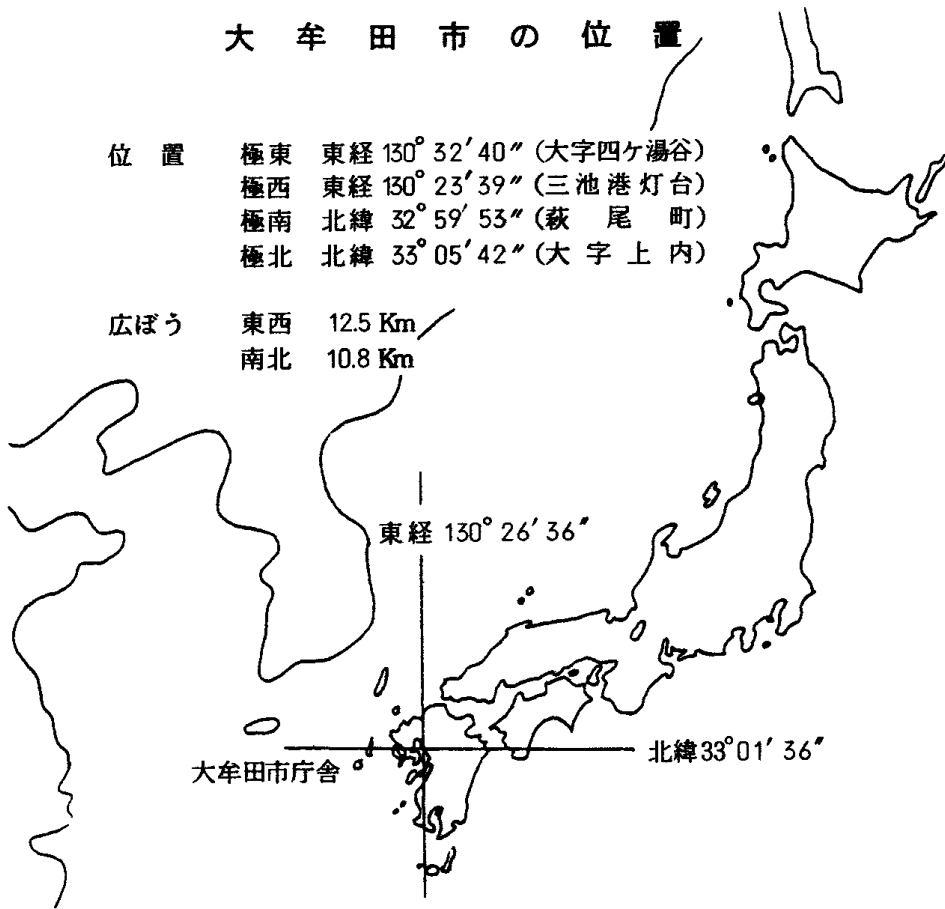 大牟田市の位置
位置 極東 東経 130° 32′ 40″ (大字四ケ湯谷)
極西 東経 130° 23′ 39″ (三池港灯台)
極南 北緯 32° 59′ 53″ (萩尾町)
極北 北緯 33° 05′ 42″ (大字上内)
広ぼう 東西 12.5 Km
南北 10.8 Km
東経 130° 26′ 36″
北緯33°01′ 36″
大牟田市庁舎